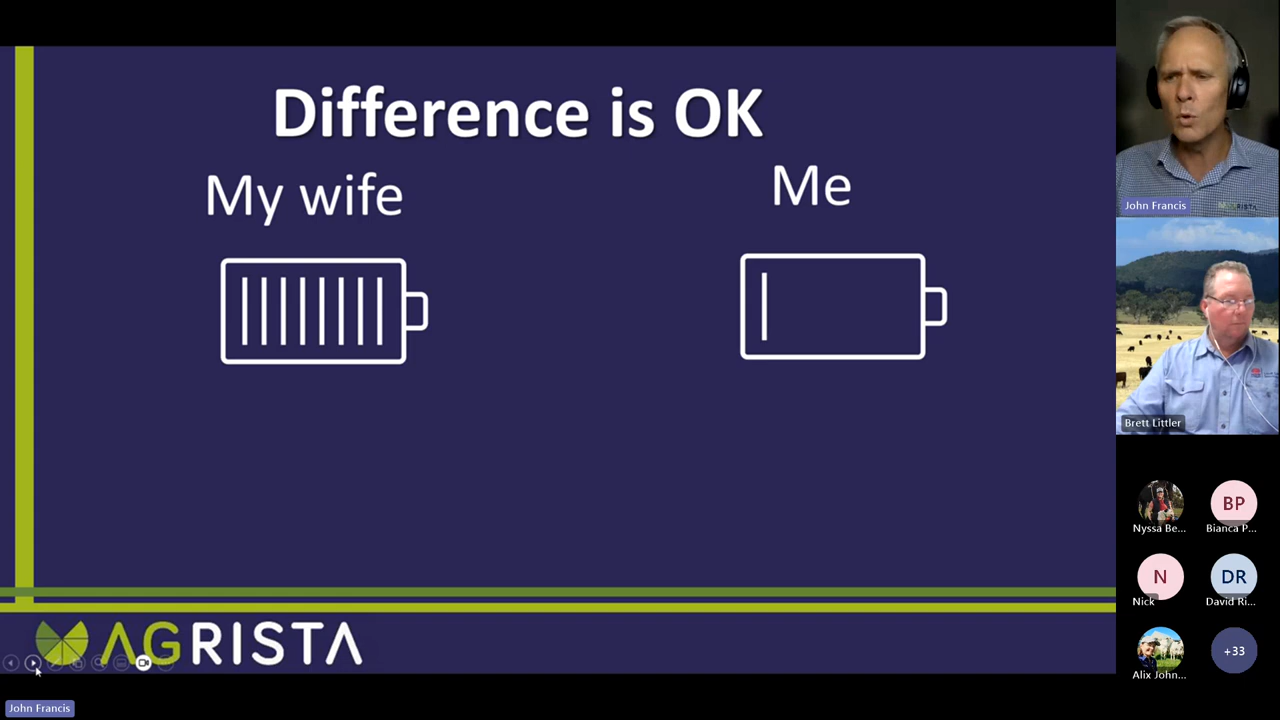 Difference is OK
My wife
Me
AGRISTA
John Francis
Brett Littler
Nyssa Be...
BP
Bianca P...
N
Nick
DR
David Ri...
Alix John...
+33
John Francis